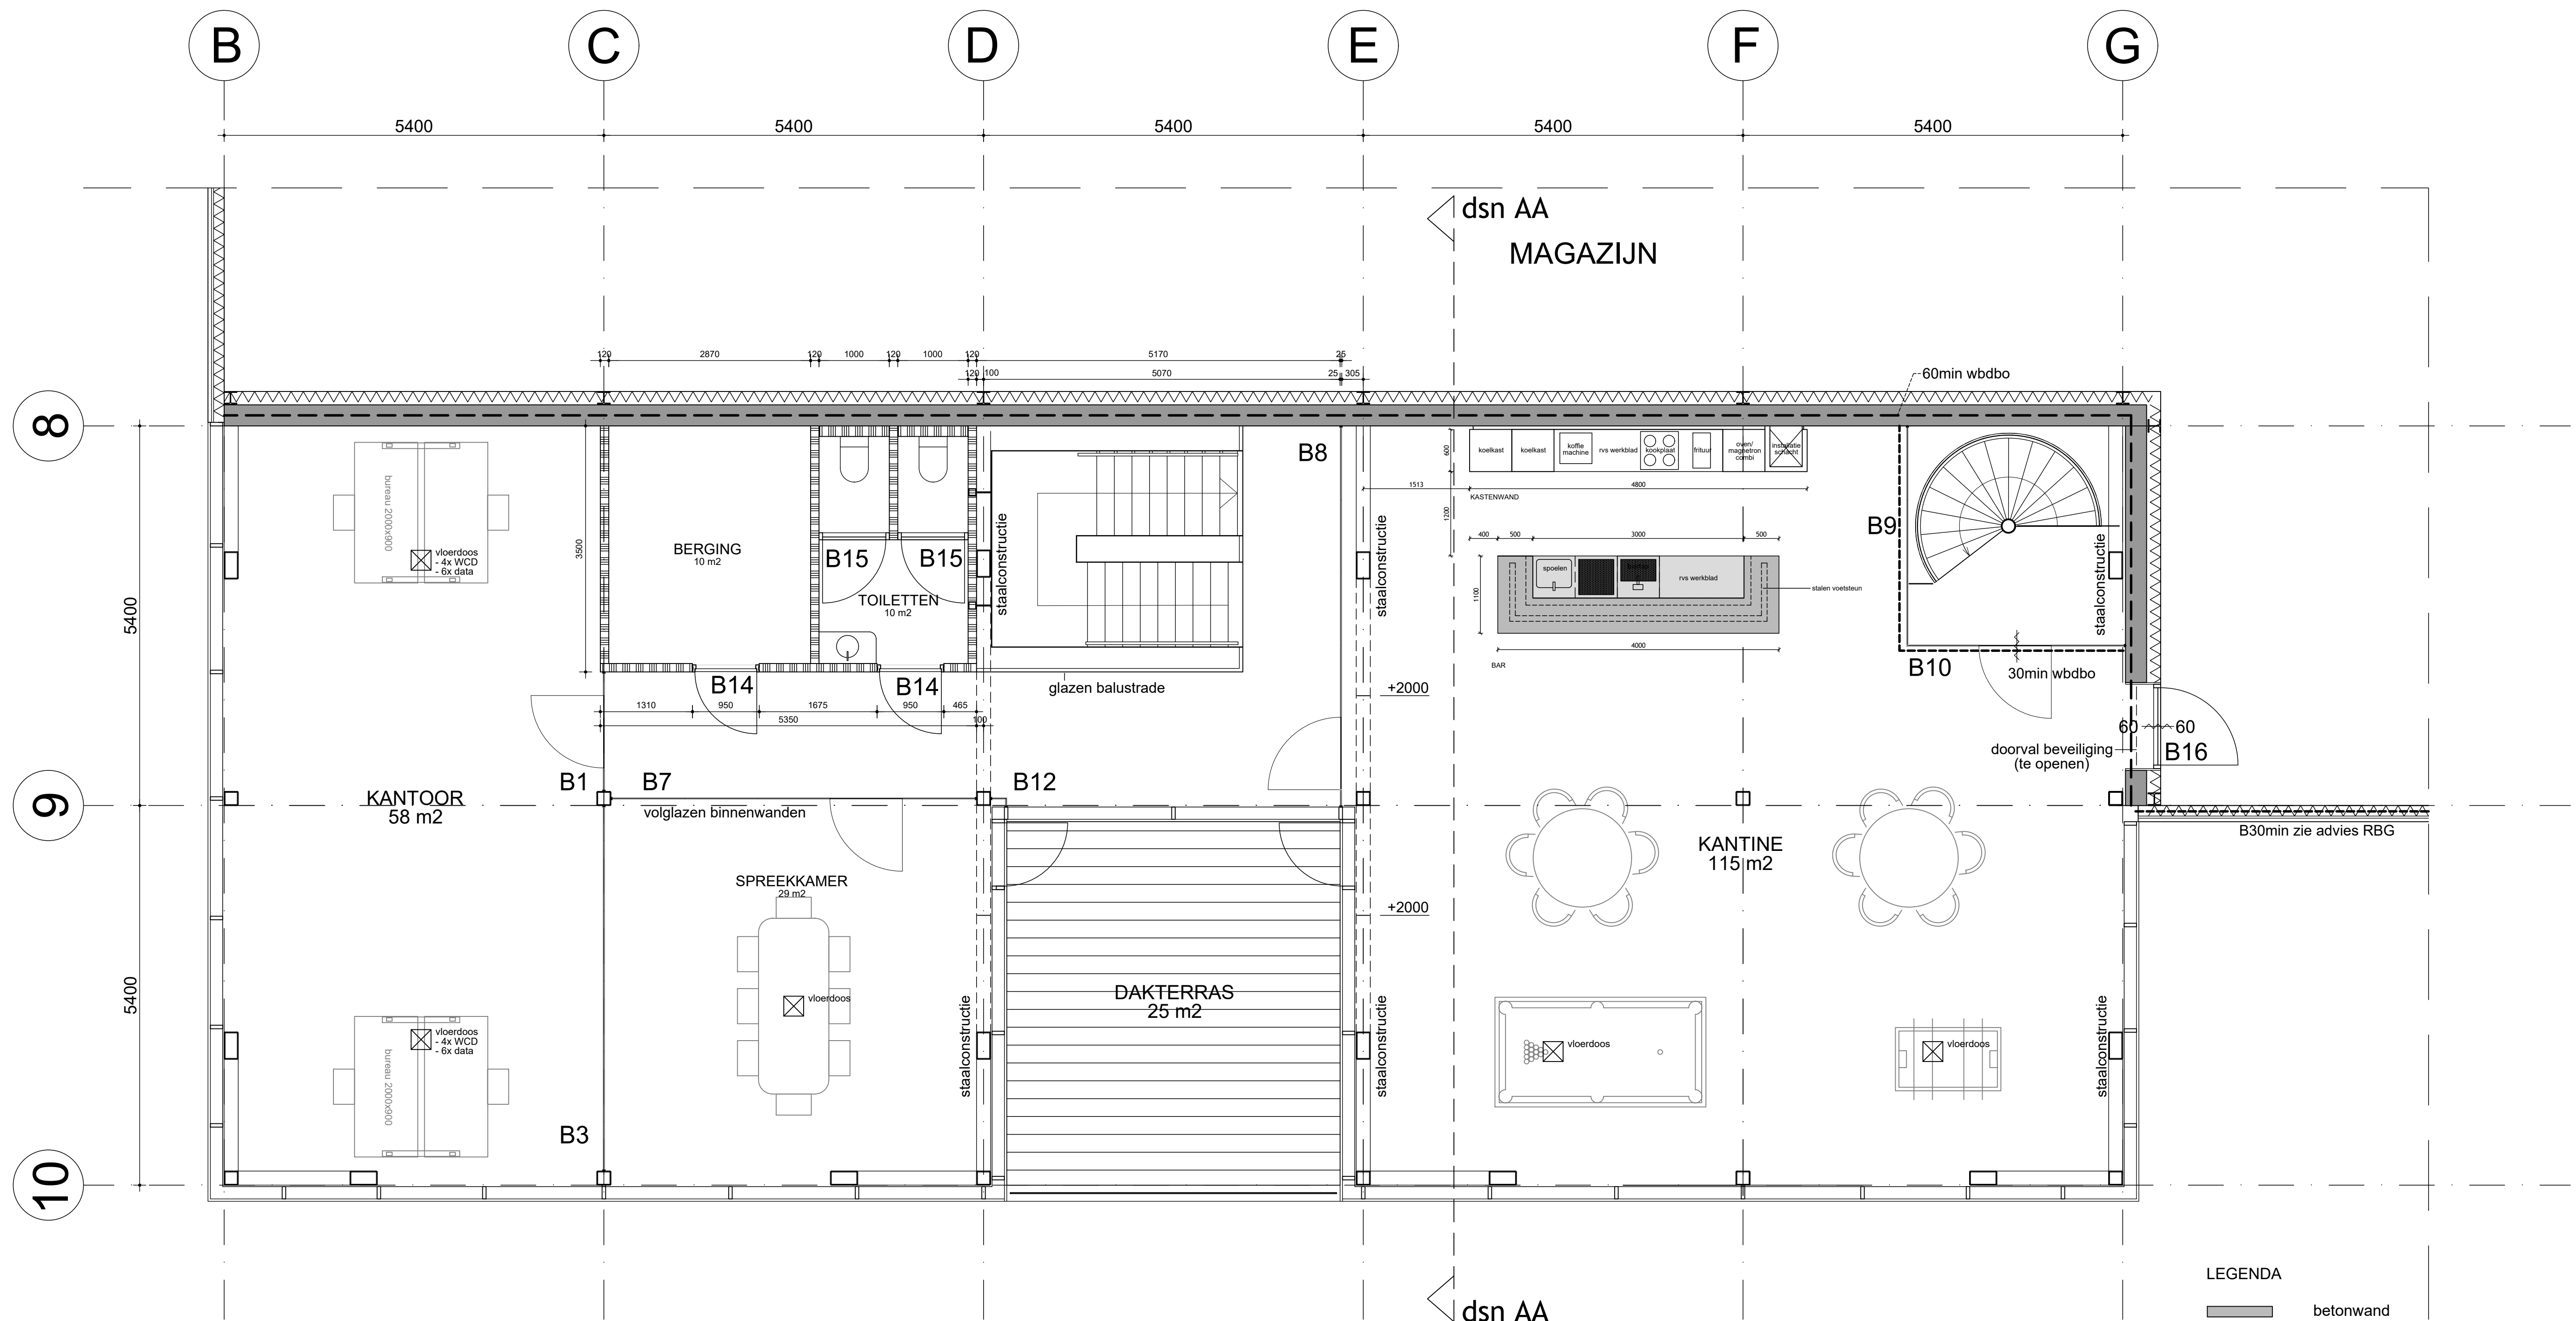 B
C
D
E
F
G
5400
5400
5400
5400
5400
dsn AA
MAGAZIJN
120
2870
120
1000
120
1000
120
5170
25
120
100
5070
25
305
60min wbdbo
8
B8
koelkast
koelkast
koffie
machine
rvs werkblad
kookplaat
frituur
oven/
magnetron
combi
installatie
schacht
600
1513
4800
KASTENWAND
1200
bureau 2000x900
vloerdoos
- 4x WCD
- 6x data
3500
BERGING
10 m2
B15
B15
TOILETTEN
10 m2
staalconstructie
staalconstructie
400
500
3000
500
spoelen
rvs werkblad
stalen voetsteun
1100
4000
BAR
B9
staalconstructie
B10
30min wbdbo
5400
B14
B14
glazen balustrade
+2000
1310
950
1675
950
465
5350
100
60
60
doorval beveiliging
(te openen)
B16
9
KANTOOR
58 m2
B1
B7
B12
volglazen binnenwanden
B30min zie advies RBG
KANTINE
115 m2
SPREEKKAMER
29 m2
+2000
5400
vloerdoos
DAKTERRAS
25 m2
staalconstructie
staalconstructie
staalconstructie
bureau 2000x900
vloerdoos
- 4x WCD
- 6x data
vloerdoos
vloerdoos
B3
10
LEGENDA
dsn AA
betonwand